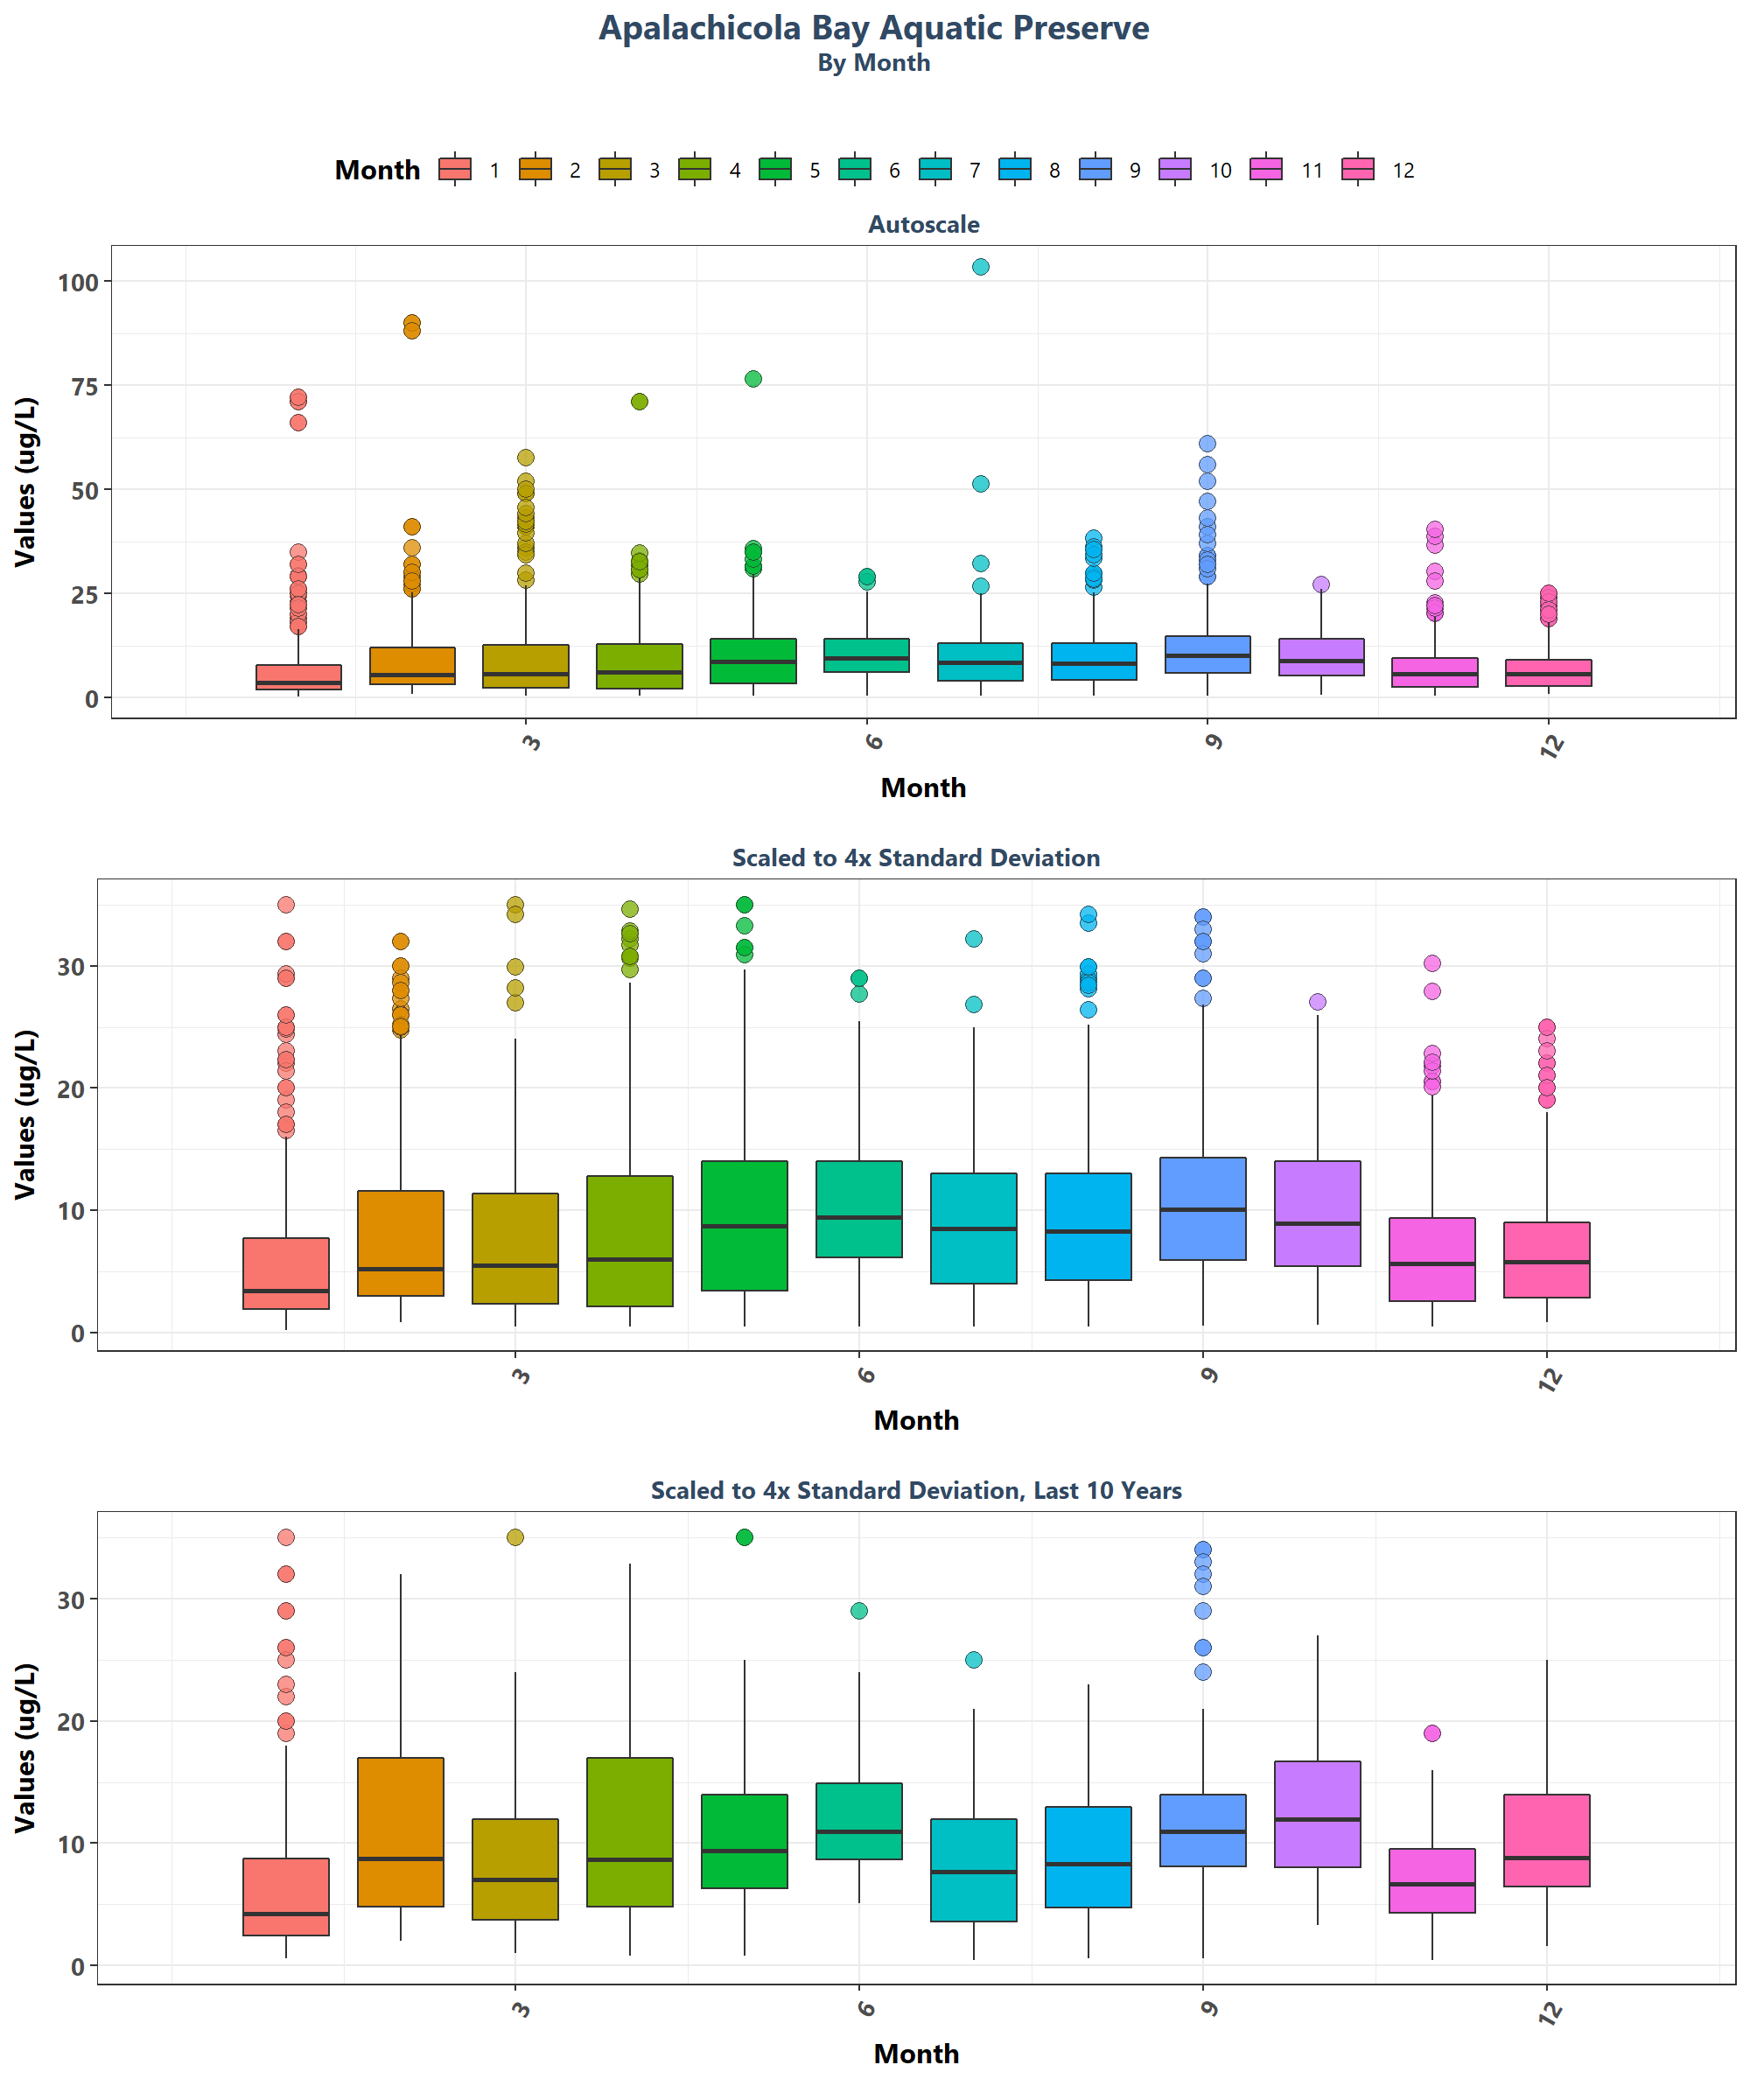 Apalachicola Bay Aquatic Preserve
By Month
Month 1 2 3 4 5 6 7 8 9 10 11 12
Autoscale
Values (ug/L)
100
75
50
25
0
3 6 9 12
Month
Scaled to 4x Standard Deviation
Values (ug/L)
30
20
10
0
3 6 9 12
Month
Scaled to 4x Standard Deviation, Last 10 Years
Values (ug/L)
30
20
10
0
3 6 9 12
Month